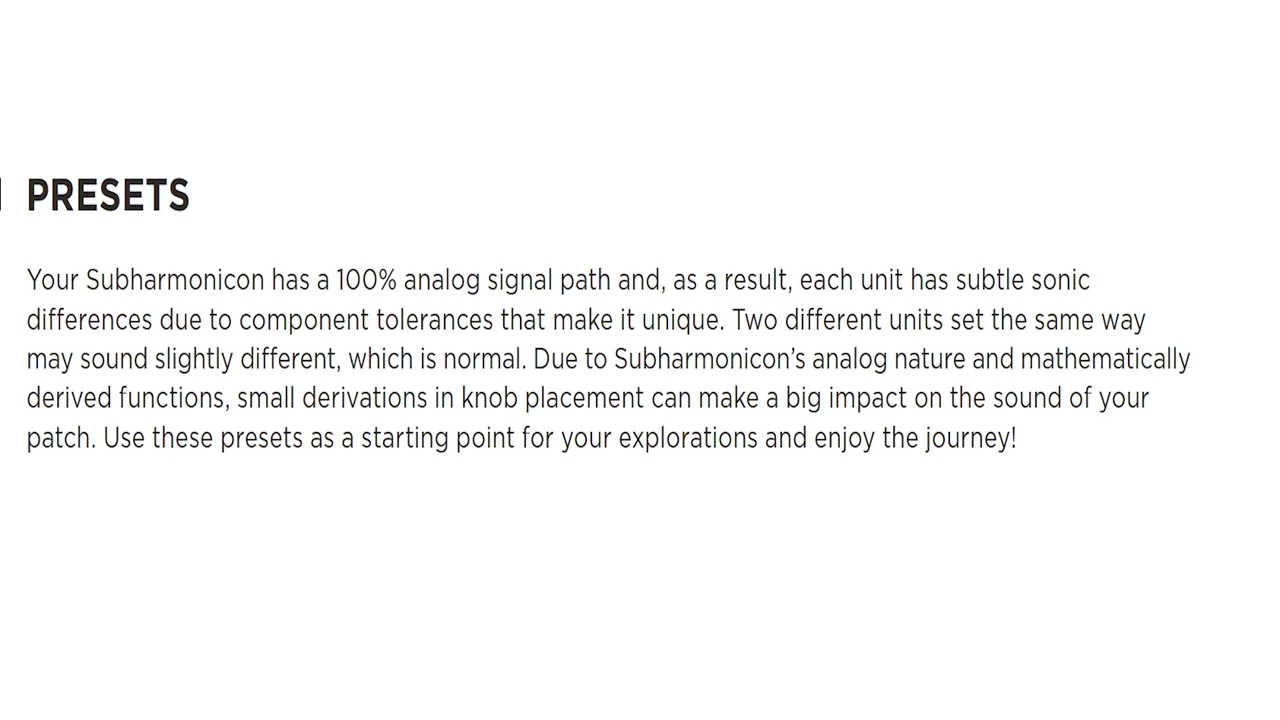 PRESETS
Your Subharmonicon has a 100% analog signal path and, as a result, each unit has subtle sonic
differences due to component tolerances that make it unique. Two different units set the same way
may sound slightly different, which is normal. Due to Subharmonicon’s analog nature and mathematically
derived functions, small derivations in knob placement can make a big impact on the sound of your
patch. Use these presets as a starting point for your explorations and enjoy the journey!